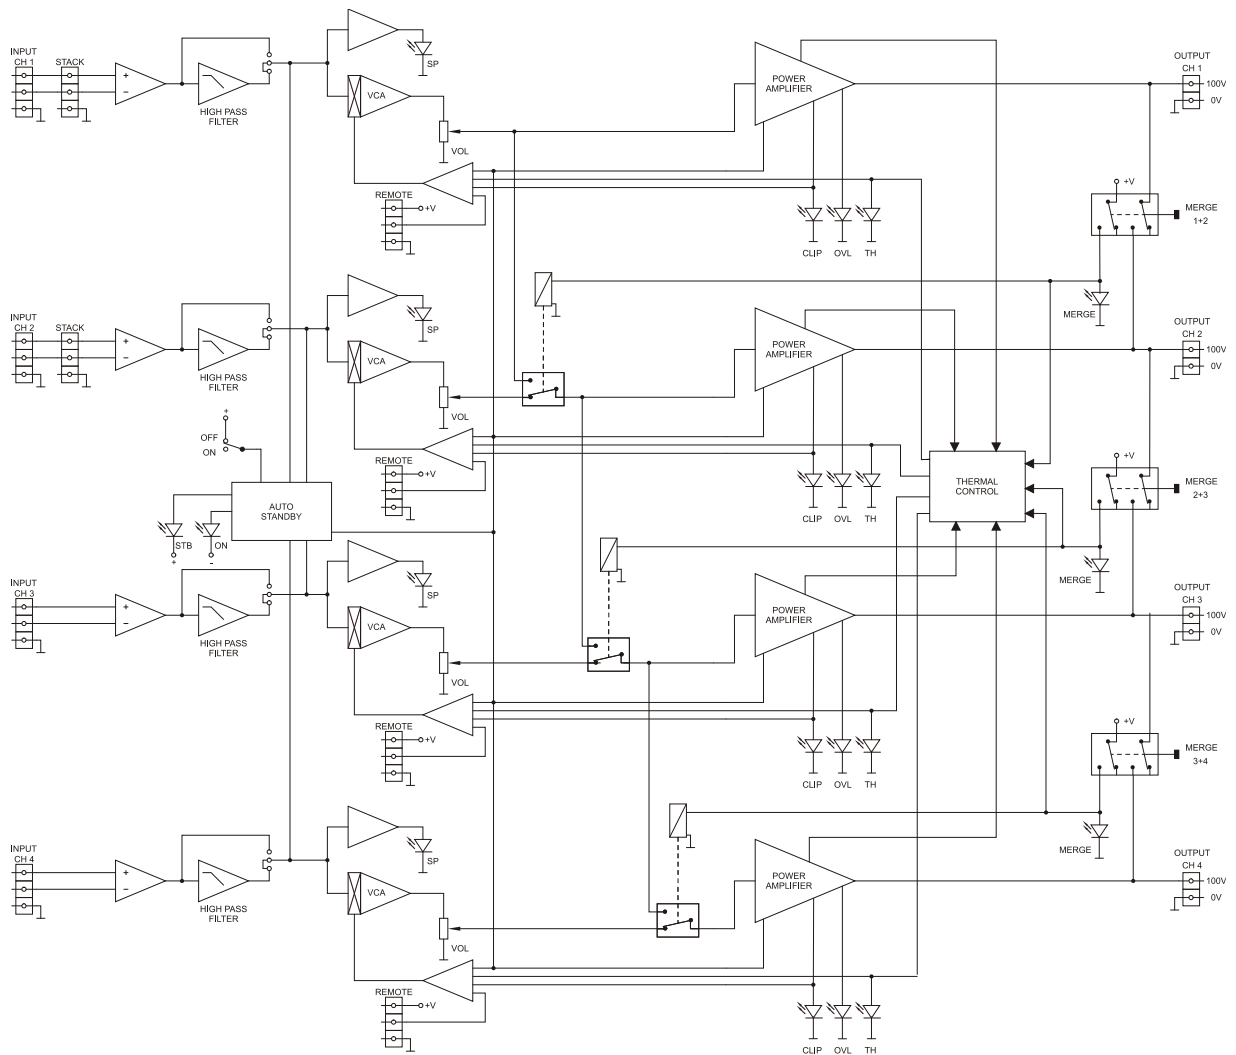 INPUT
CH 1
STACK
+
−
HIGH PASS
FILTER
SP
VCA
VOL
REMOTE
+V
POWER
AMPLIFIER
CLIP
OVL
TH
OUTPUT
CH 1
100V
0V
+V
MERGE
1+2
MERGE
INPUT
CH 2
STACK
+
−
HIGH PASS
FILTER
SP
VCA
VOL
REMOTE
+V
POWER
AMPLIFIER
CLIP
OVL
TH
OUTPUT
CH 2
100V
0V
+
OFF
ON
AUTO
STANDBY
STB
ON
+
-
THERMAL
CONTROL
+V
MERGE
2+3
MERGE
INPUT
CH 3
+
−
HIGH PASS
FILTER
SP
VCA
VOL
REMOTE
+V
POWER
AMPLIFIER
CLIP
OVL
TH
OUTPUT
CH 3
100V
0V
+V
MERGE
3+4
MERGE
INPUT
CH 4
+
−
HIGH PASS
FILTER
SP
VCA
VOL
REMOTE
+V
POWER
AMPLIFIER
CLIP
OVL
TH
OUTPUT
CH 4
100V
0V